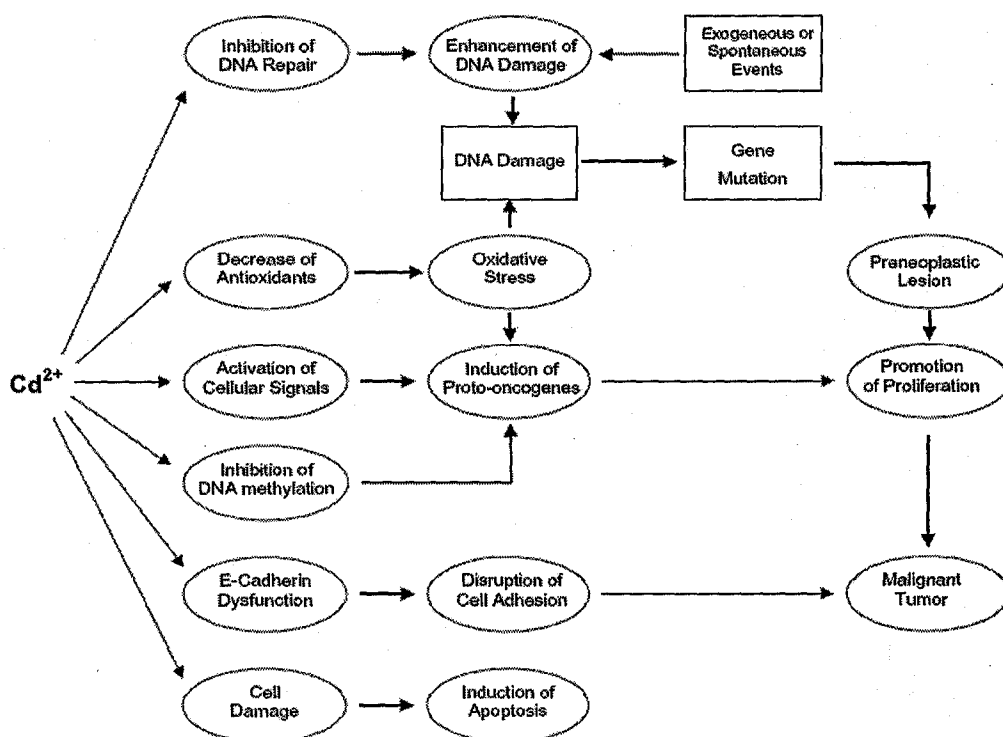 Inhibition of
DNA Repair
Enhancement of
DNA Damage
Exogeneous or
Spontaneous
Events
DNA Damage
Gene
Mutation
Decrease of
Antioxidants
Oxidative
Stress
Preneoplastic
Lesion
Cd²⁺
Activation of
Cellular Signals
Induction of
Proto-oncogenes
Promotion
of Proliferation
Inhibition of
DNA methylation
E-Cadherin
Dysfunction
Disruption of
Cell Adhesion
Malignant
Tumor
Cell
Damage
Induction of
Apoptosis